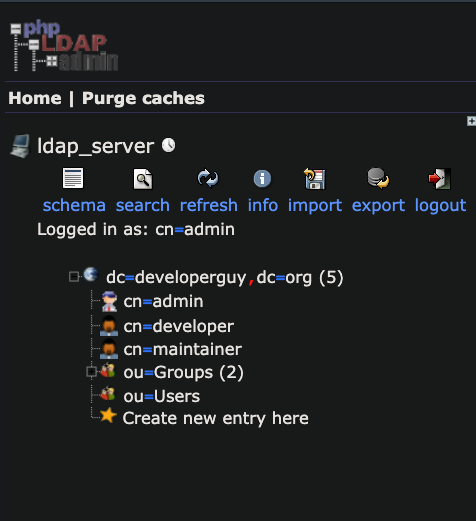 php
LDAP
admin
Home | Purge caches
ldap_server
schema search refresh info import export logout
Logged in as: cn=admin
dc=developerguy,dc=org (5)
cn=admin
cn=developer
cn=maintainer
ou=Groups (2)
ou=Users
Create new entry here